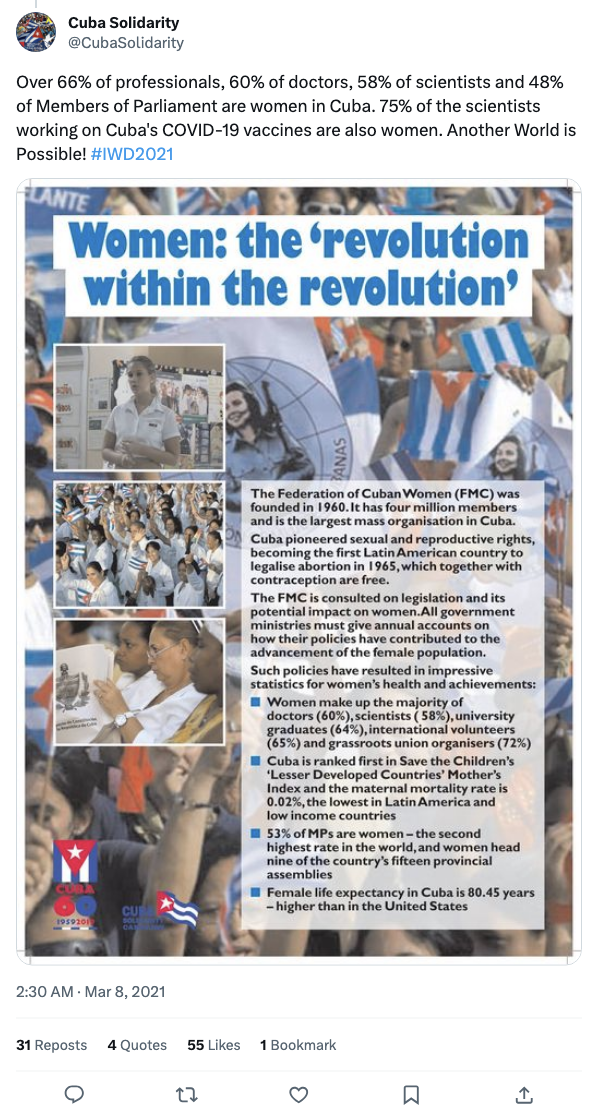 Cuba Solidarity
@CubaSolidarity
Over 66% of professionals, 60% of doctors, 58% of scientists and 48%
of Members of Parliament are women in Cuba. 75% of the scientists
working on Cuba's COVID-19 vaccines are also women. Another World is
Possible! #IWD2021
LANTE
Women: the ‘revolution
within the revolution’
BANAS
The Federation of Cuban Women (FMC) was
founded in 1960. It has four million members
and is the largest mass organisation in Cuba.
Cuba pioneered sexual and reproductive rights,
becoming the first Latin American country to
legalise abortion in 1965, which together with
contraception are free.
The FMC is consulted on legislation and its
potential impact on women. All government
ministries must give annual accounts on
how their policies have contributed to the
advancement of the female population.
Such policies have resulted in impressive
statistics for women’s health and achievements:
Women make up the majority of
doctors (60%), scientists ( 58%), university
graduates (64%), international volunteers
(65%) and grassroots union organisers (72%)
Cuba is ranked first in Save the Children’s
‘Lesser Developed Countries’ Mother’s
Index and the maternal mortality rate is
0.02%, the lowest in Latin America and
low income countries
53% of MPs are women – the second
highest rate in the world, and women head
nine of the country’s fifteen provincial
assemblies
Female life expectancy in Cuba is 80.45 years
– higher than in the United States
CUBA
60
CUBA
2:30 AM · Mar 8, 2021
31 Reposts 4 Quotes 55 Likes 1 Bookmark